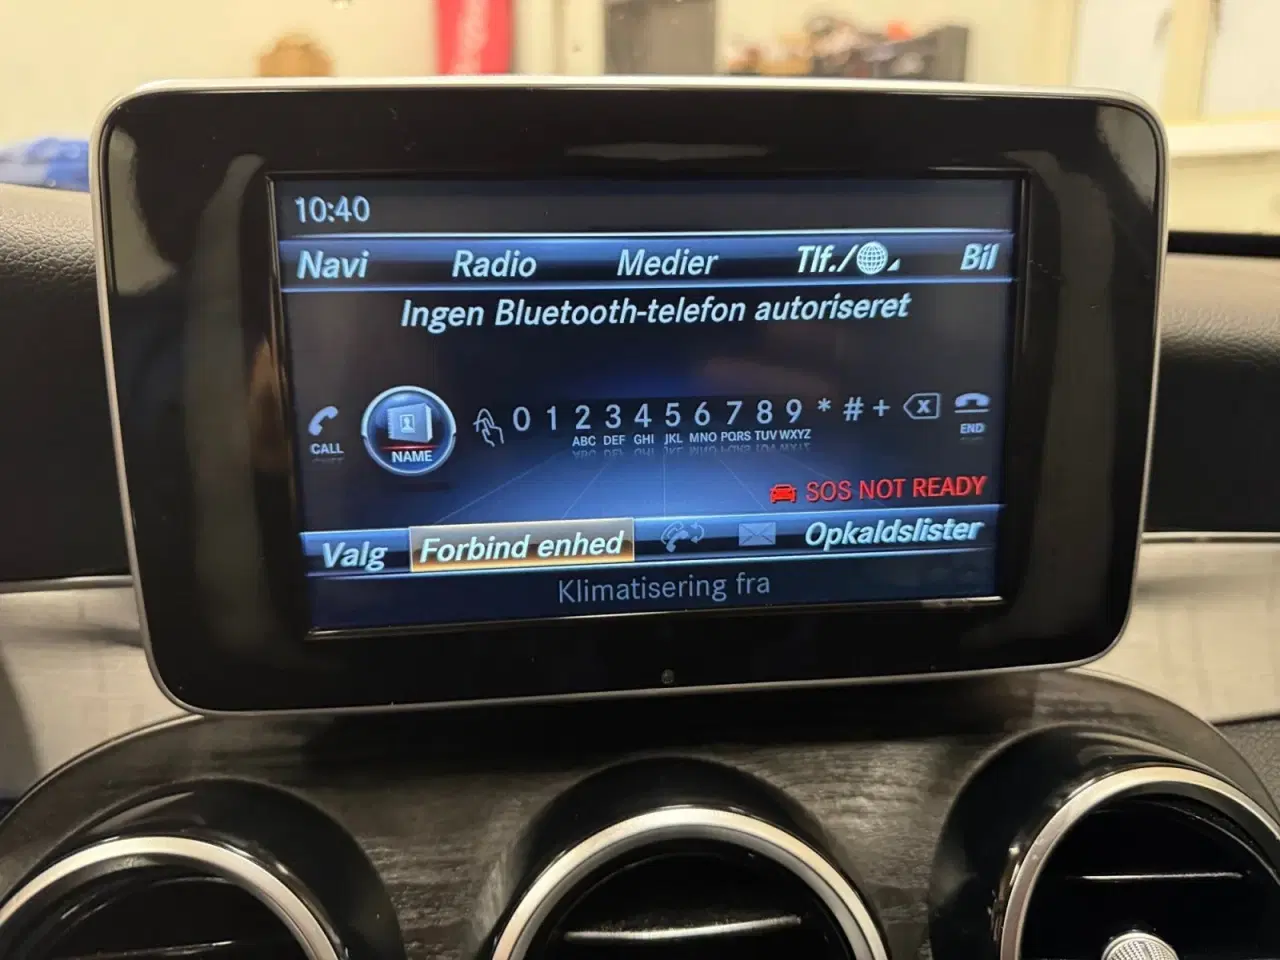 10:40
Navi Radio Medier Tlf./ Bil
Ingen Bluetooth-telefon autoriseret
CALL NAME 0 1 2 3 4 5 6 7 8 9 * # + X END
ABC DEF GHI JKL MNO PQRS TUV WXYZ
SOS NOT READY
Valg Forbind enhed Opkaldslister
Klimatisering fra